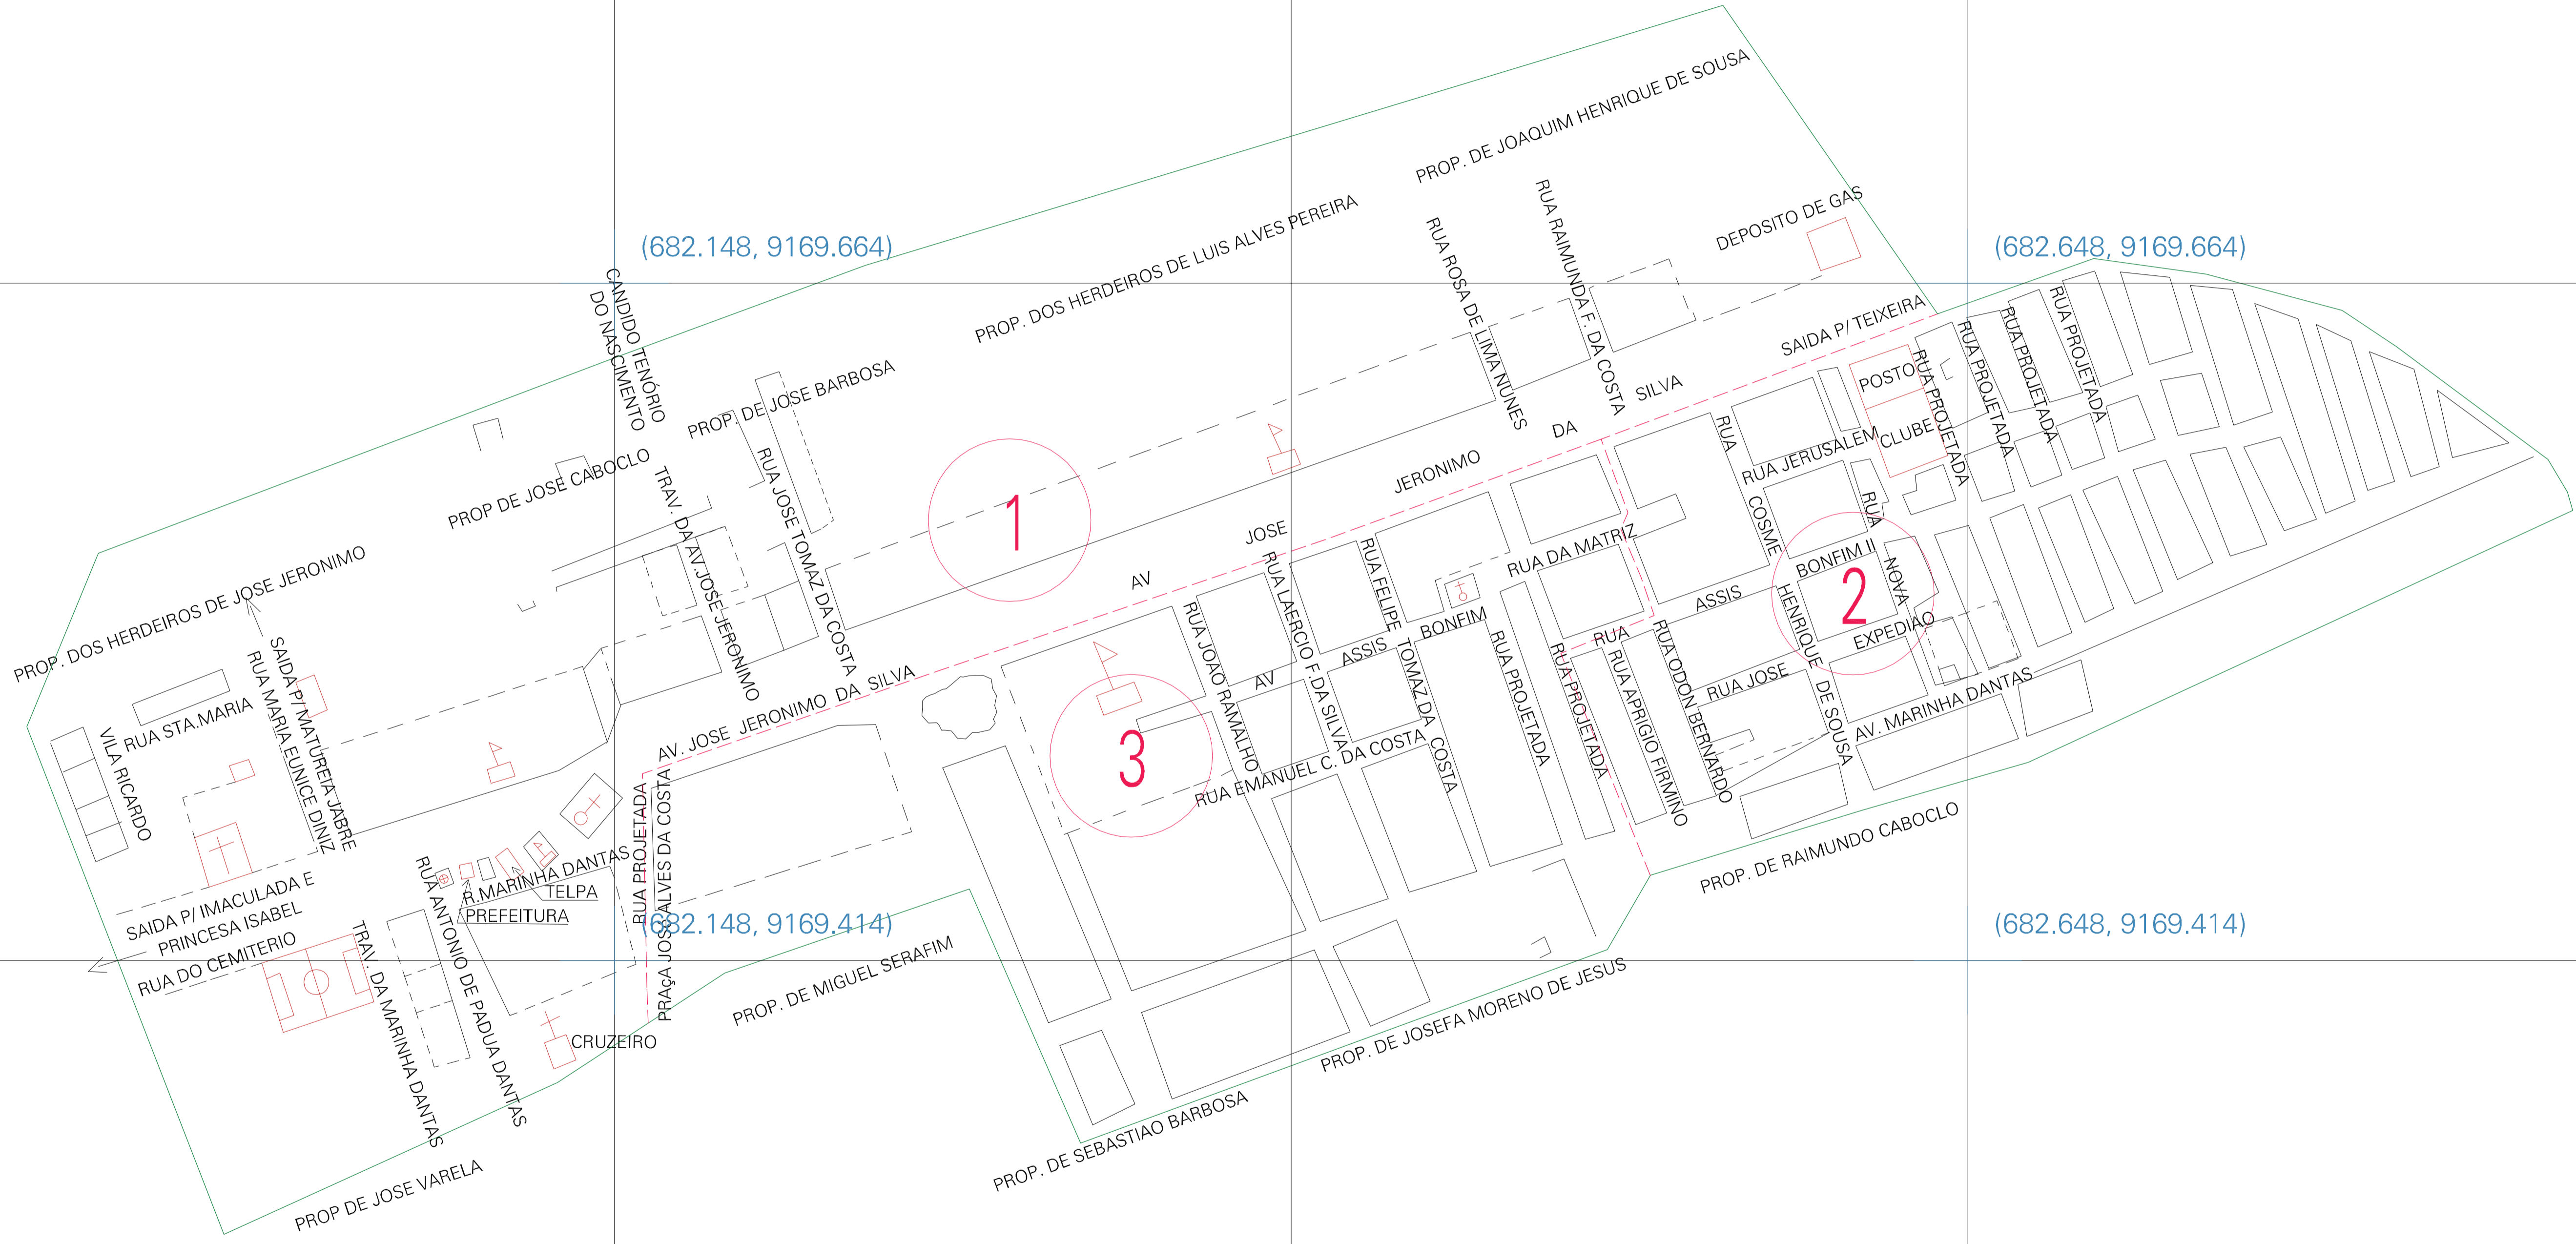 PROP. DE JOAQUIM HENRIQUE DE SOUSA
RUA RAIMUNDA F. DA COSTA
DEPOSITO DE GAS
PROP. DOS HERDEIROS DE LUIS ALVES PEREIRA
RUA ROSA DE LIMA NUNES
(682.148, 9169.664)
(682.648, 9169.664)
CANDIDO TENÓRIO
DO NASCIMENTO
SAIDA P/ TEIXEIRA
RUA PROJETADA
RUA PROJETADA
RUA PROJETADA
RUA PROJETADA
POSTO
CLUBE
PROP. DE JOSE BARBOSA
PROP DE JOSE CABOCLO
TRAV. DA AV.JOSE JERONIMO
RUA JOSE TOMAZ DA COSTA
1
AV
JOSE
JERONIMO
DA
SILVA
RUA JERUSALEM
RUA
COSME
HENRIQUE
DE SOUSA
RUA
NOVA
BONFIM II
2
RUA DA MATRIZ
ASSIS
EXPEDIAO
RUA JOSE
AV. MARINHA DANTAS
PROP. DOS HERDEIROS DE JOSE JERONIMO
SAIDA P/ MATUREIA JABRE
RUA MARIA EUNICE DINIZ
RUA STA.MARIA
VILA RICARDO
AV. JOSE JERONIMO DA SILVA
RUA JOAO RAMALHO
RUA LAERCIO F.DA SILVA
RUA FELIPE
TOMAZ DA COSTA
AV
ASSIS
BONFIM
RUA
RUA PROJETADA
RUA PROJETADA
RUA APRIGIO FIRMINO
RUA ODON BERNARDO
3
RUA EMANUEL C. DA COSTA
RUA PROJETADA
PRAçA JOSE ALVES DA COSTA
R.MARINHA DANTAS
TELPA
PREFEITURA
RUA ANTONIO DE PADUA DANTAS
TRAV. DA MARINHA DANTAS
SAIDA P/ IMACULADA E
PRINCESA ISABEL
RUA DO CEMITERIO
(682.148, 9169.414)
(682.648, 9169.414)
CRUZEIRO
PROP. DE RAIMUNDO CABOCLO
PROP. DE MIGUEL SERAFIM
PROP. DE JOSEFA MORENO DE JESUS
PROP. DE SEBASTIAO BARBOSA
PROP DE JOSE VARELA